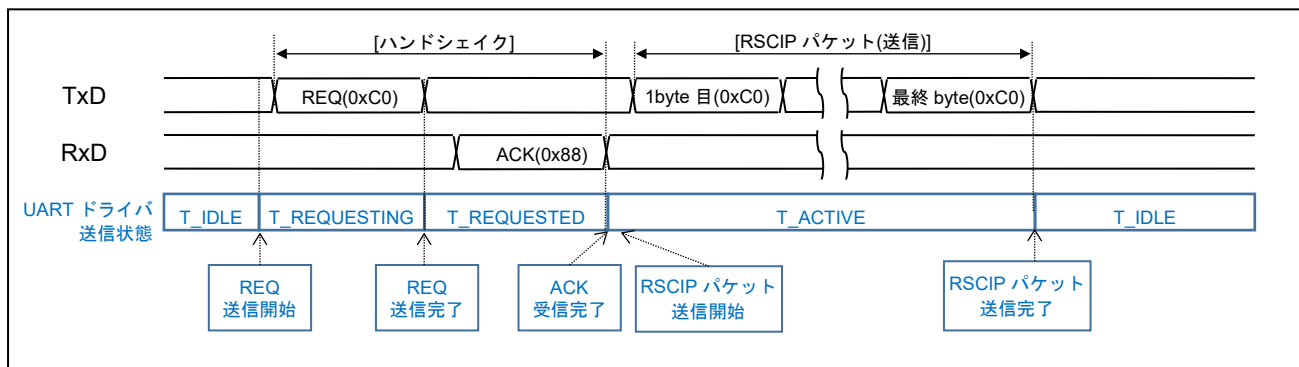 [ハンドシェイク] [RSCIP パケット(送信)]
TxD REQ(0xC0) 1byte 目(0xC0) 最終 byte(0xC0)
RxD ACK(0x88)
UART ドライバ
送信状態
T_IDLE T_REQUESTING T_REQUESTED T_ACTIVE T_IDLE
REQ
送信開始
REQ
送信完了
ACK
受信完了
RSCIP パケット
送信開始
RSCIP パケット
送信完了